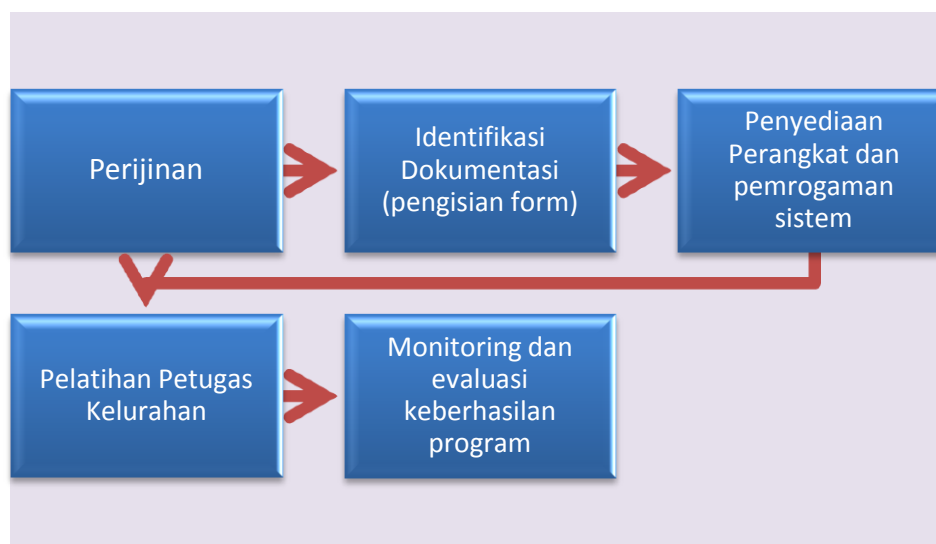 Perijinan
Identifikasi
Dokumentasi
(pengisian form)
Penyediaan
Perangkat dan
pemrogaman
sistem
Pelatihan Petugas
Kelurahan
Monitoring dan
evaluasi
keberhasilan
program